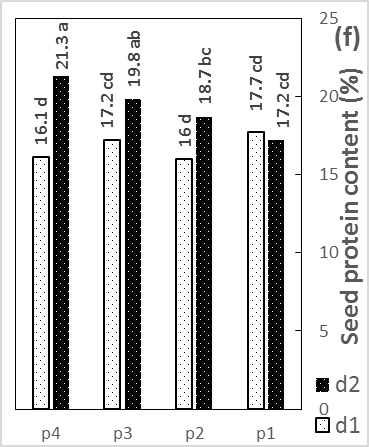 (f)
25
20
15
10
5
0
Seed protein content (%)
16.1 d
21.3 a
17.2 cd
19.8 ab
16 d
18.7 bc
17.7 cd
17.2 cd
p4
p3
p2
p1
d2
d1